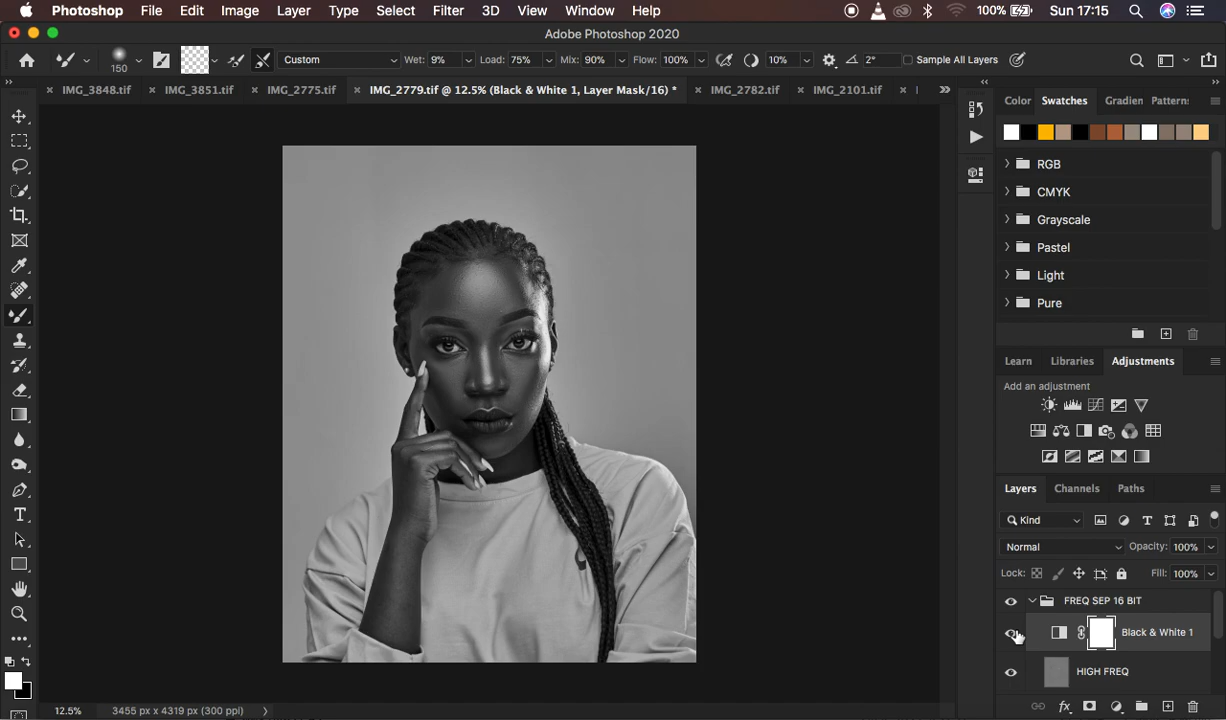 Photoshop File Edit Image Layer Type Select Filter 3D View Window Help 100% Sun 17:15
Adobe Photoshop 2020
150 Custom Wet: 9% Load: 75% Mix: 90% Flow: 100% 10% 2° Sample All Layers
IMG_3848.tif IMG_3851.tif IMG_2775.tif IMG_2779.tif @ 12.5% (Black & White 1, Layer Mask/16) * IMG_2782.tif IMG_2101.tif
Color Swatches Gradien Pattern:
RGB
CMYK
Grayscale
Pastel
Light
Pure
Learn Libraries Adjustments
Add an adjustment
Layers Channels Paths
Kind
Normal Opacity: 100%
Lock: Fill: 100%
FREQ SEP 16 BIT
Black & White 1
HIGH FREQ
12.5% 3455 px x 4319 px (300 ppi)